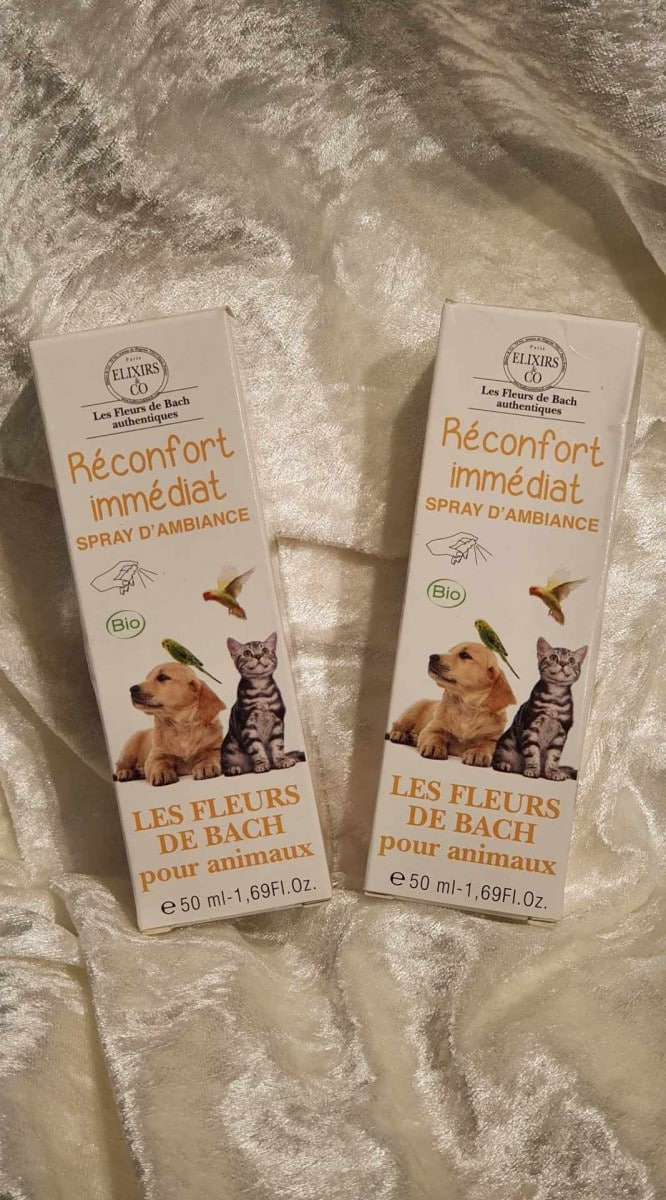 Paris
ELIXIRS
& CO
Les Fleurs de Bach
authentiques
Réconfort
immédiat
SPRAY D'AMBIANCE
Bio
LES FLEURS
DE BACH
pour animaux
e 50 ml-1,69Fl.Oz.
Paris
ELIXIRS
& CO
Les Fleurs de Bach
authentiques
Réconfort
immédiat
SPRAY D'AMBIANCE
Bio
LES FLEURS
DE BACH
pour animaux
e 50 ml-1,69Fl.Oz.